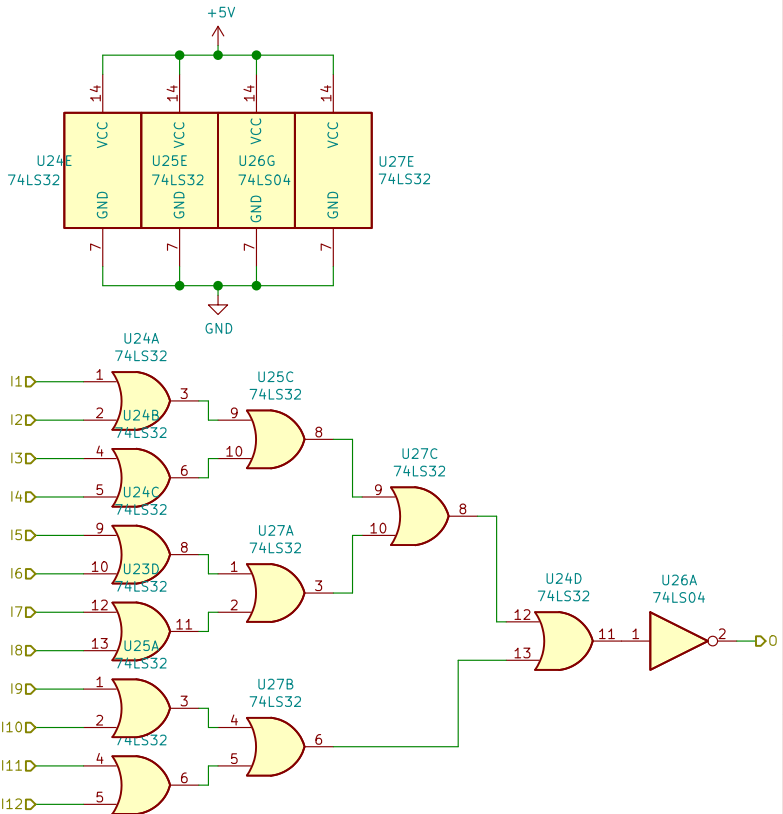 +5V
14
14
14
14
VCC
VCC
VCC
VCC
U24E
74LS32
U25E
74LS32
U26G
74LS04
U27E
74LS32
GND
GND
GND
GND
7
7
7
7
GND
U24A
74LS32
I1
1
3
I2
2
U24B
74LS32
I3
4
6
I4
5
U25C
74LS32
9
8
10
U24C
74LS32
I5
9
8
I6
10
U23D
74LS32
I7
12
11
I8
13
U27A
74LS32
1
3
2
U27C
74LS32
9
8
10
U25A
74LS32
I9
1
3
I10
2
74LS32
I11
4
6
I12
5
U27B
74LS32
4
6
5
U24D
74LS32
12
11
13
U26A
74LS04
1
2
O